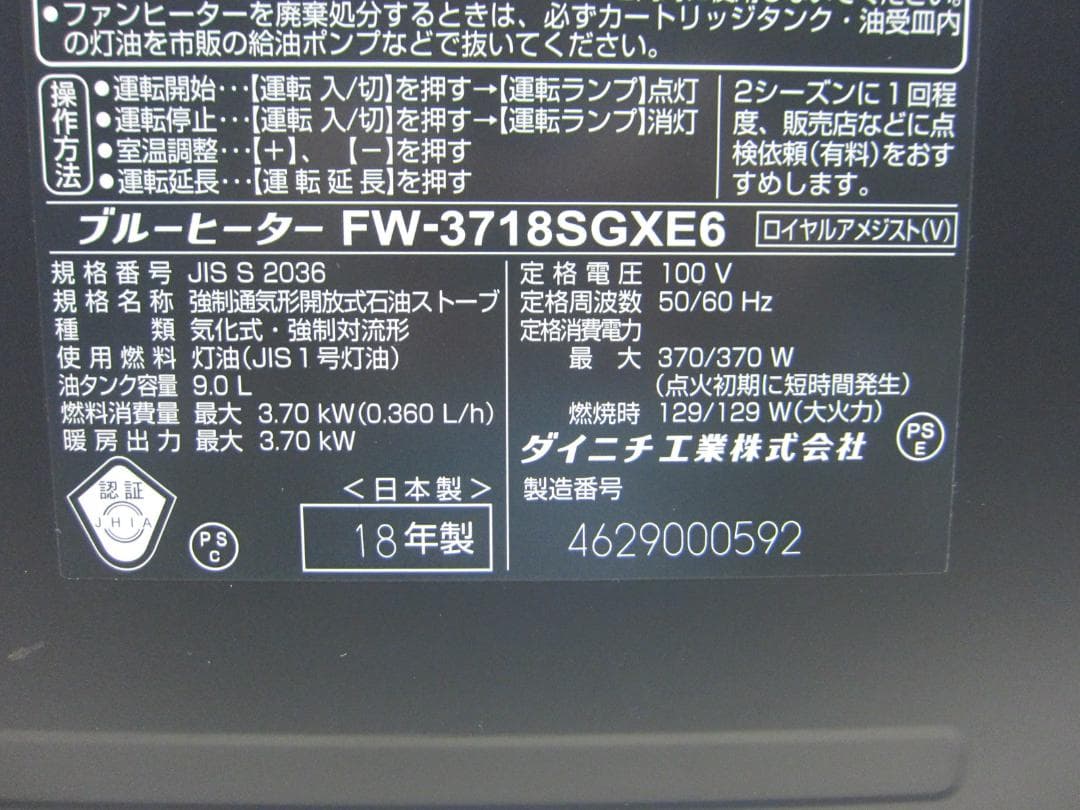 ●ファンヒーターを廃棄処分するときは、必ずカートリッジタンク・油受皿内
の灯油を市販の給油ポンプなどで抜いてください。
操作方法
●運転開始･･･【運転 入/切】を押す→【運転ランプ】点灯
●運転停止･･･【運転 入/切】を押す→【運転ランプ】消灯
●室温調整･･･【＋】、【−】を押す
●運転延長･･･【運転延長】を押す
2シーズンに1回程
度、販売店などに点
検依頼(有料)をおす
すめします。
ブルーヒーター FW-3718SGXE6 ロイヤルアメジスト(V)
規格番号 JIS S 2036
規格名称 強制通気形開放式石油ストーブ
種類 気化式・強制対流形
使用燃料 灯油(JIS1号灯油)
油タンク容量 9.0 L
燃料消費量 最大 3.70 kW(0.360 L/h)
暖房出力 最大 3.70 kW
認証
JHIA
PS
C
<日本製>
18年製
定格電圧 100 V
定格周波数 50/60 Hz
定格消費電力
最大 370/370 W
(点火初期に短時間発生)
燃焼時 129/129 W(大火力)
ダイニチ工業株式会社
PS
E
製造番号
4629000592